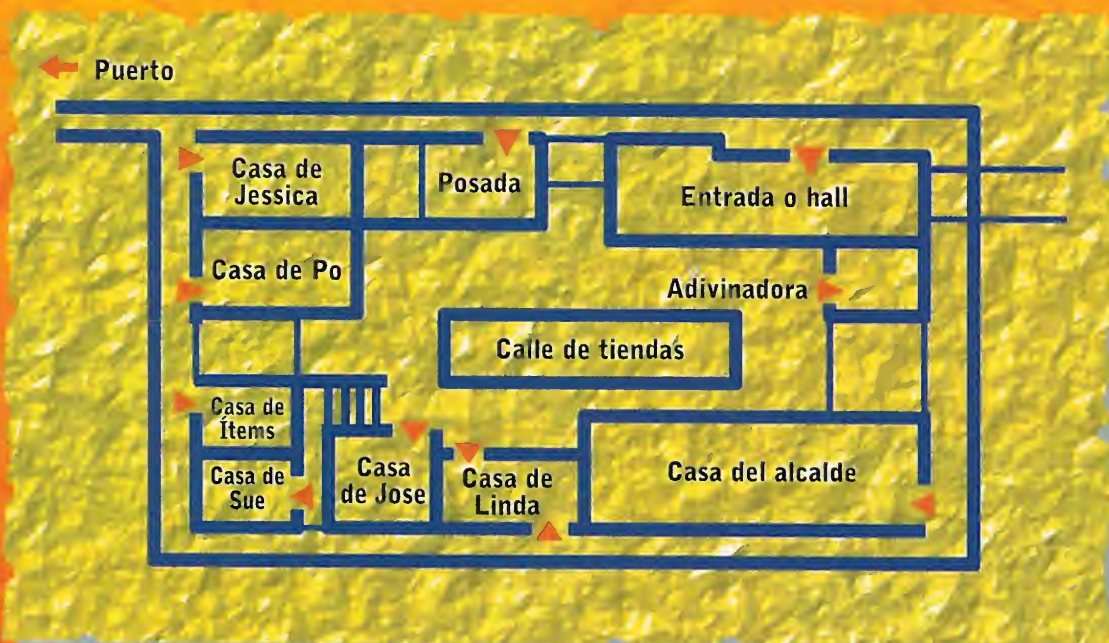 Puerto
Casa de
Jessica
Posada
Entrada o hall
Casa de Po
Adivinadora
Calle de tiendas
Casa de
Ítems
Casa de
Sue
Casa
de Jose
Casa de
Linda
Casa del alcalde